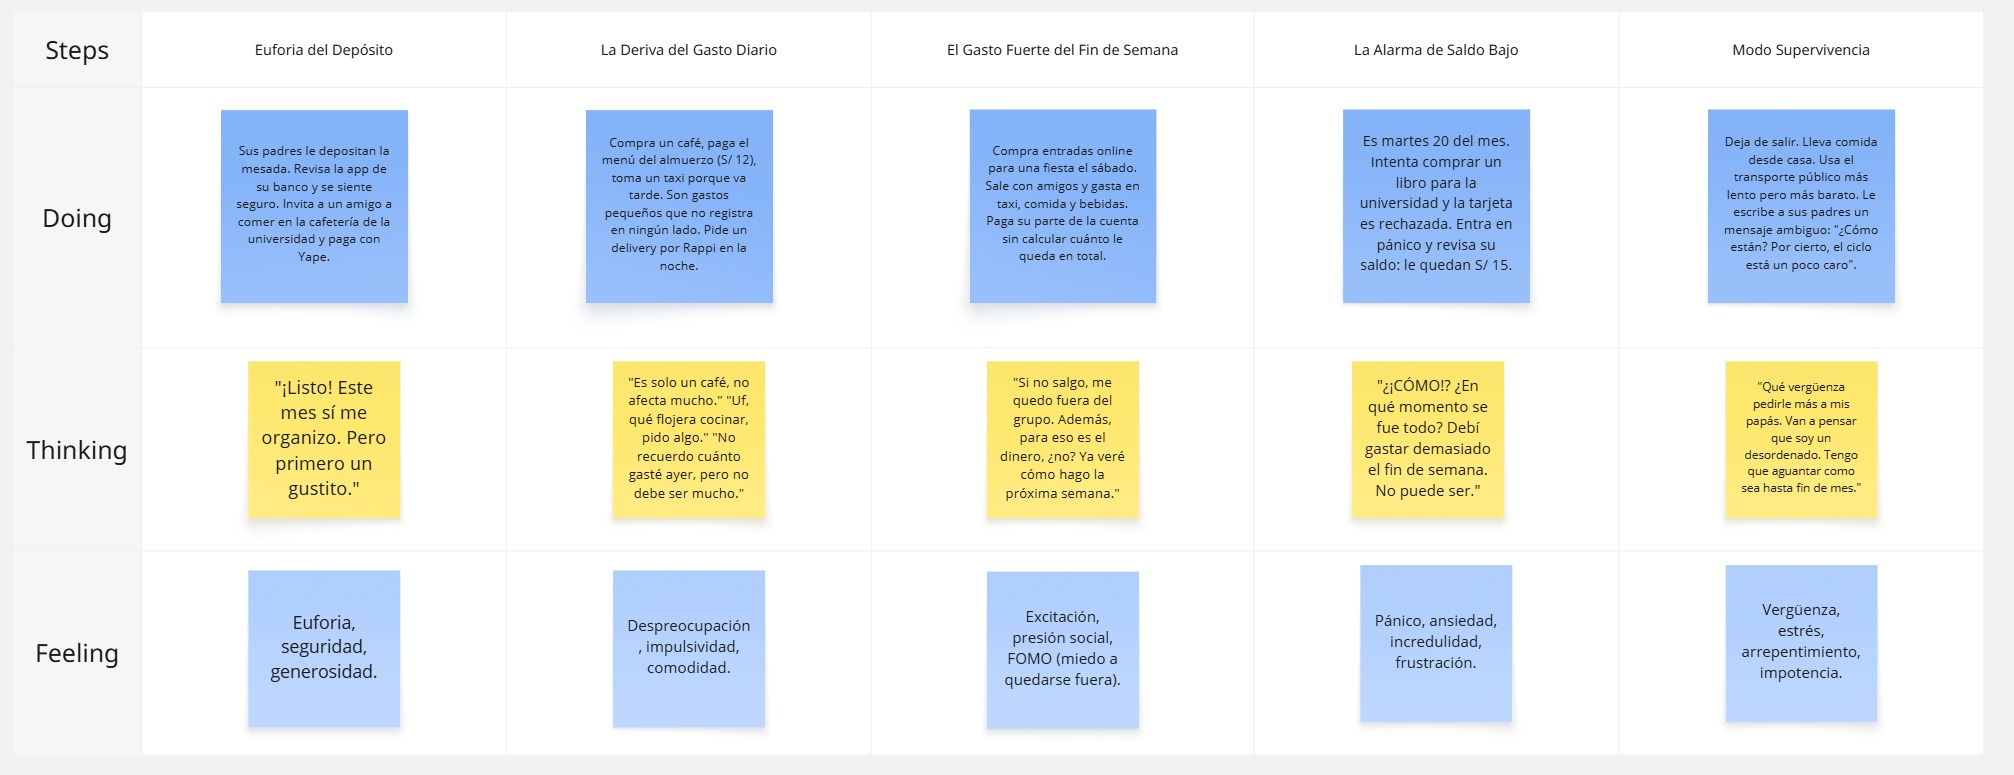 Steps
Euforia del Depósito
La Deriva del Gasto Diario
El Gasto Fuerte del Fin de Semana
La Alarma de Saldo Bajo
Modo Supervivencia
Doing
Sus padres le depositan la
mesada. Revisa la app de
su banco y se siente
seguro. Invita a un amigo a
comer en la cafetería de la
universidad y paga con
Yape.
Compra un café, paga el
menú del almuerzo (S/ 12),
toma un taxi porque va
tarde. Son gastos
pequeños que no registra
en ningún lado. Pide un
delivery por Rappi en la
noche.
Compra entradas online
para una fiesta el sábado.
Sale con amigos y gasta en
taxi, comida y bebidas.
Paga su parte de la cuenta
sin calcular cuánto le
queda en total.
Es martes 20 del mes.
Intenta comprar un
libro para la
universidad y la tarjeta
es rechazada. Entra en
pánico y revisa su
saldo: le quedan S/ 15.
Deja de salir. Lleva comida
desde casa. Usa el
transporte público más
lento pero más barato. Le
escribe a sus padres un
mensaje ambiguo: "¿Cómo
están? Por cierto, el ciclo
está un poco caro".
Thinking
"¡Listo! Este
mes sí me
organizo. Pero
primero un
gustito."
"Es solo un café, no
afecta mucho." "Uf,
qué flojera cocinar,
pido algo." "No
recuerdo cuánto
gasté ayer, pero no
debe ser mucho."
"Si no salgo, me
quedo fuera del
grupo. Además,
para eso es el
dinero, ¿no? Ya veré
cómo hago la
próxima semana."
"¿¡CÓMO!? ¿En
qué momento se
fue todo? Debí
gastar demasiado
el fin de semana.
No puede ser."
"Qué vergüenza
pedirle más a mis
papás. Van a pensar
que soy un
desordenado. Tengo
que aguantar como
sea hasta fin de mes."
Feeling
Euforia,
seguridad,
generosidad.
Despreocupación
, impulsividad,
comodidad.
Excitación,
presión social,
FOMO (miedo a
quedarse fuera).
Pánico, ansiedad,
incredulidad,
frustración.
Vergüenza,
estrés,
arrepentimiento,
impotencia.